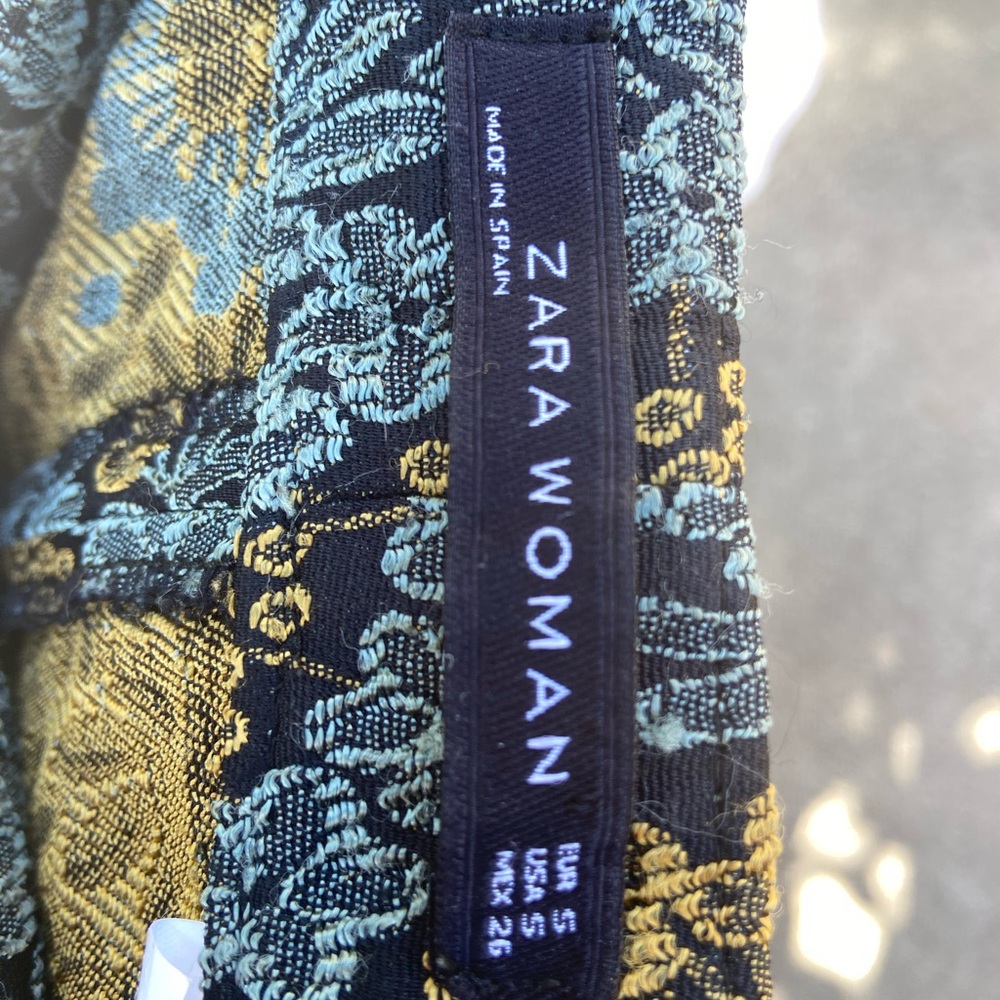 MADE IN SPAIN
ZARA WOMAN
EUR S
USA S
MEX 26